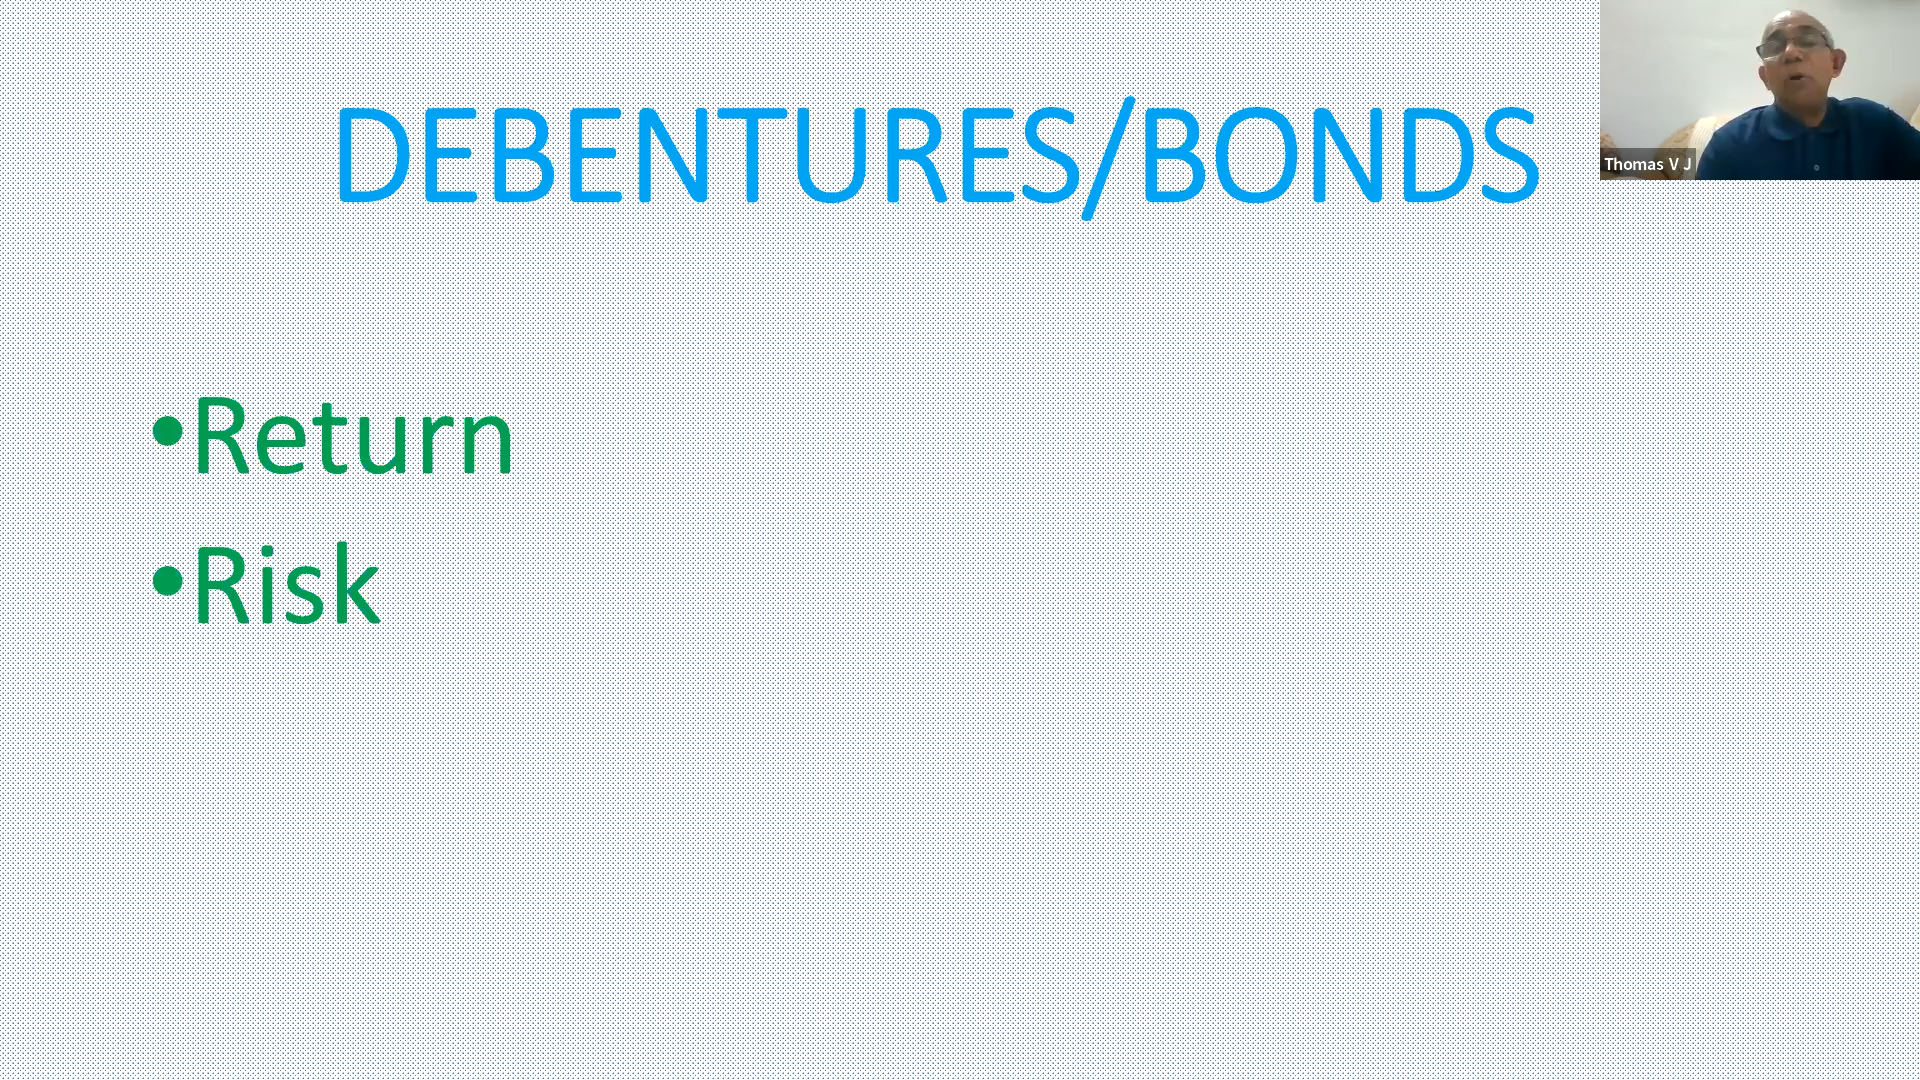 DEBENTURES/BONDS
Thomas V J
•Return
•Risk